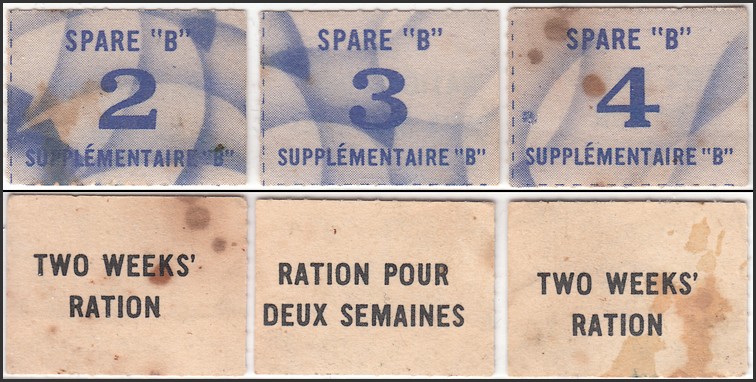 SPARE "B"
2
SUPPLÉMENTAIRE "B"
SPARE "B"
3
SUPPLÉMENTAIRE "B"
SPARE "B"
4
SUPPLÉMENTAIRE "B"
TWO WEEKS'
RATION
RATION POUR
DEUX SEMAINES
TWO WEEKS'
RATION